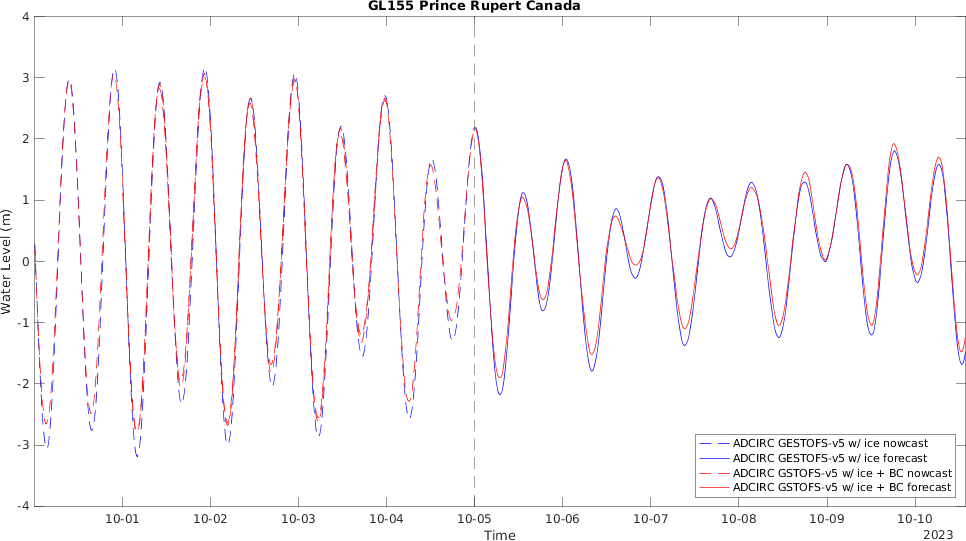 GL155 Prince Rupert Canada
4
3
2
1
0
-1
-2
-3
-4
Water Level (m)
ADCIRC GESTOFS-v5 w/ ice nowcast
ADCIRC GESTOFS-v5 w/ ice forecast
ADCIRC GSTOFS-v5 w/ ice + BC nowcast
ADCIRC GSTOFS-v5 w/ ice + BC forecast
10-01 10-02 10-03 10-04 10-05 10-06 10-07 10-08 10-09 10-10
Time
2023